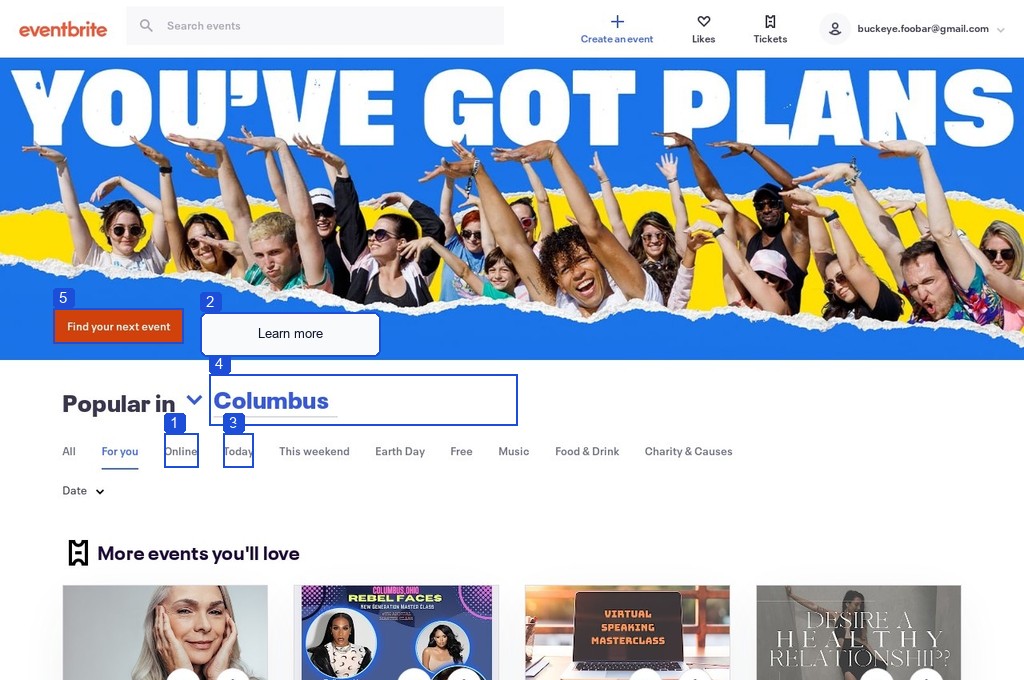 eventbrite
Search events
Create an event
Likes
Tickets
buckeye.foobar@gmail.com
YOU'VE GOT PLANS
5
Find your next event
2
Learn more
4
Popular in
Columbus
1
3
All
For you
Online
Today
This weekend
Earth Day
Free
Music
Food & Drink
Charity & Causes
Date
More events you'll love
COLUMBUS, OHIO
REBEL FACES
NEW GENERATION MASTER CLASS
VIRTUAL
SPEAKING
MASTERCLASS
DESIRE A
HEALTHY
RELATIONSHIP?